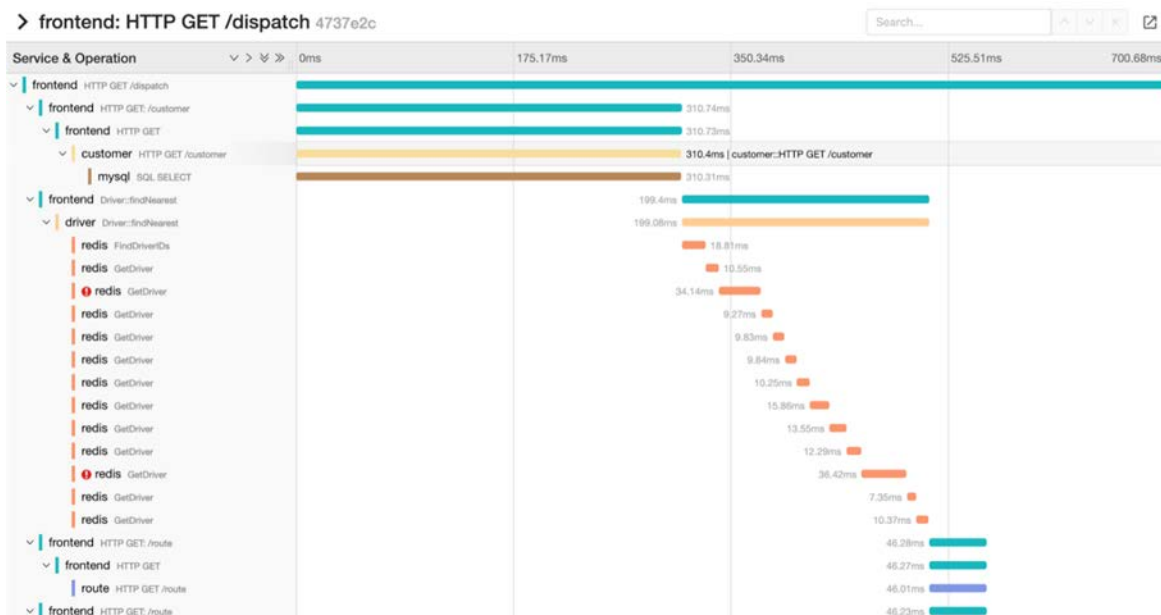 frontend: HTTP GET /dispatch 4737e2c Search...
Service & Operation 0ms 175.17ms 350.34ms 525.51ms 700.68ms
frontend HTTP GET /dispatch
frontend HTTP GET: /customer 310.74ms
frontend HTTP GET 310.73ms
customer HTTP GET /customer 310.4ms | customer::HTTP GET /customer
mysql SQL SELECT 310.31ms
frontend Driver::findNearest 199.4ms
driver Driver::findNearest 199.08ms
redis FindDriverIDs 18.81ms
redis GetDriver 10.55ms
redis GetDriver 34.14ms
redis GetDriver 9.27ms
redis GetDriver 9.83ms
redis GetDriver 9.84ms
redis GetDriver 10.25ms
redis GetDriver 15.86ms
redis GetDriver 13.55ms
redis GetDriver 12.29ms
redis GetDriver 36.42ms
redis GetDriver 7.35ms
redis GetDriver 10.37ms
frontend HTTP GET: /route 46.28ms
frontend HTTP GET 46.27ms
route HTTP GET /route 46.01ms
frontend HTTP GET: /route 46.23ms